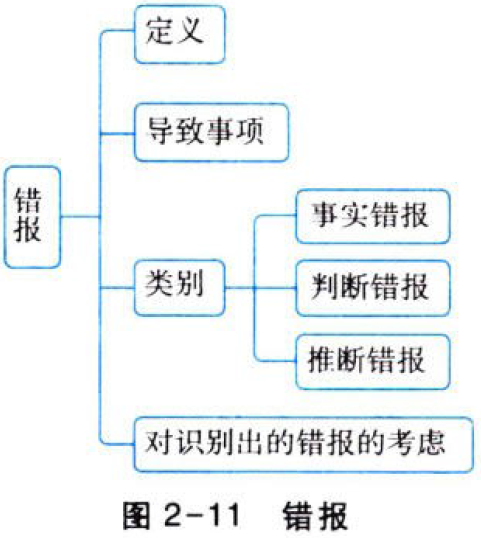 定义
导致事项
错报
类别
事实错报
判断错报
推断错报
对识别出的错报的考虑
图 2-11 错报